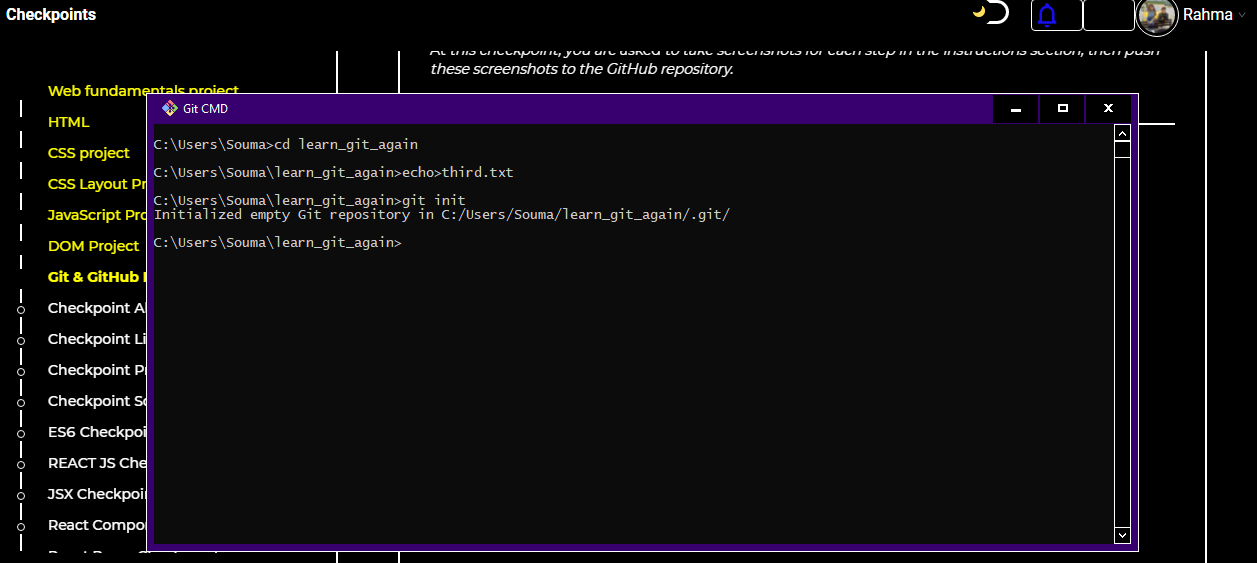 Checkpoints
Rahma
At this checkpoint, you are asked to take screenshots for each step in the instructions section, then push
these screenshots to the GitHub repository.
Web fundamentals project
HTML
CSS project
CSS Layout Pr
JavaScript Pro
DOM Project
Git & GitHub
Checkpoint Al
Checkpoint Li
Checkpoint Pr
Checkpoint Sc
ES6 Checkpoi
REACT JS Che
JSX Checkpoi
React Compo
Git CMD
C:\Users\Souma>cd learn_git_again
C:\Users\Souma\learn_git_again>echo>third.txt
C:\Users\Souma\learn_git_again>git init
Initialized empty Git repository in C:/Users/Souma/learn_git_again/.git/
C:\Users\Souma\learn_git_again>